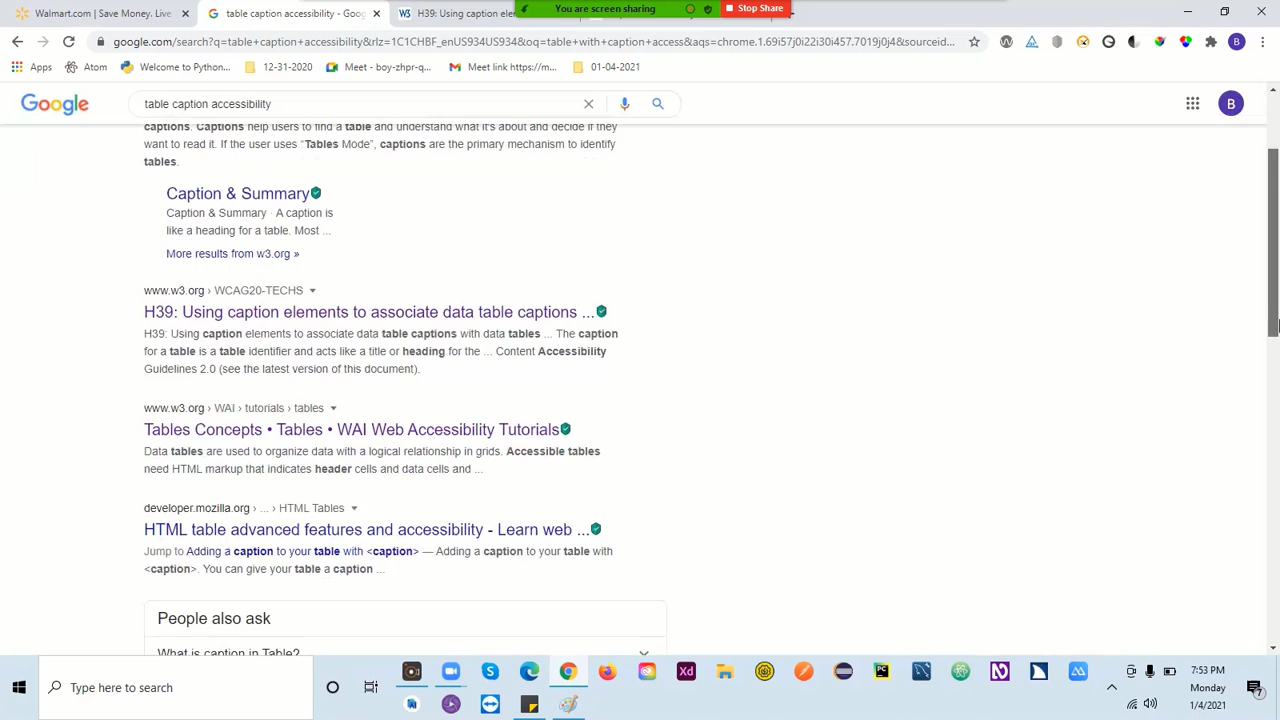 Walmart.com | Save Money. Live
table caption accessibility - Goog
H39: Using caption ele
You are screen sharing
Stop Share
google.com/search?q=table+caption+accessibility&rlz=1C1CHBF_enUS934US934&oq=table+with+caption+access&aqs=chrome.1.69i57j0i22i30i457.7019j0j4&sourceid...
Apps
Atom
Welcome to Python...
12-31-2020
Meet - boy-zhpr-q...
Meet link https://m...
01-04-2021
B
Google
table caption accessibility
B
captions. Captions help users to find a table and understand what it's about and decide if they
want to read it. If the user uses "Tables Mode", captions are the primary mechanism to identify
tables.
Caption & Summary
Caption & Summary · A caption is
like a heading for a table. Most ...
More results from w3.org »
www.w3.org › WCAG20-TECHS
H39: Using caption elements to associate data table captions ...
H39: Using caption elements to associate data table captions with data tables ... The caption
for a table is a table identifier and acts like a title or heading for the ... Content Accessibility
Guidelines 2.0 (see the latest version of this document).
www.w3.org › WAI › tutorials › tables
Tables Concepts • Tables • WAI Web Accessibility Tutorials
Data tables are used to organize data with a logical relationship in grids. Accessible tables
need HTML markup that indicates header cells and data cells and ...
developer.mozilla.org › ... › HTML Tables
HTML table advanced features and accessibility - Learn web ...
Jump to Adding a caption to your table with <caption> — Adding a caption to your table with
<caption>. You can give your table a caption ...
People also ask
What is caption in Table?
Type here to search
Xd
PC
7:53 PM
Monday
1/4/2021
7